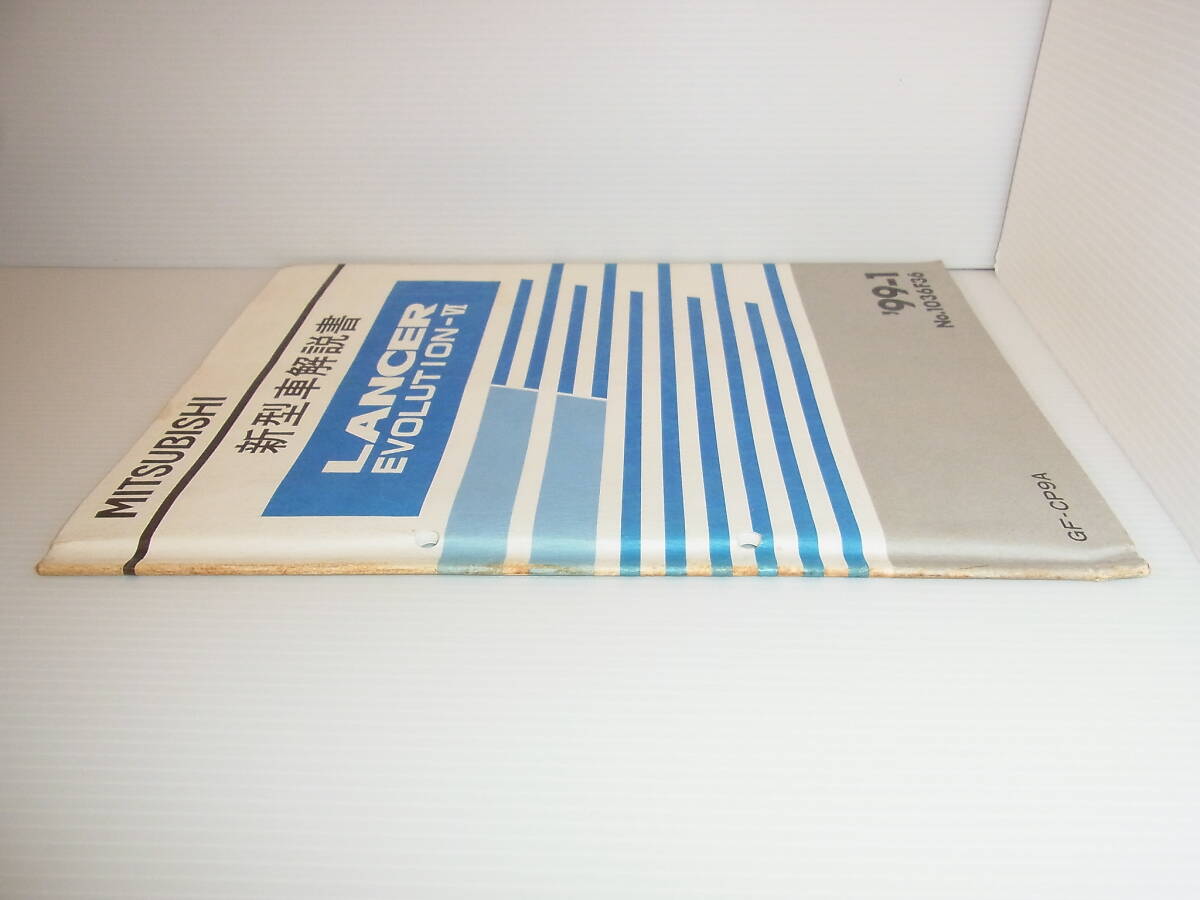 MITSUBISHI
新型車解説書
LANCER
EVOLUTION-VI
'99-1
No.1036F36
GF-CP9A